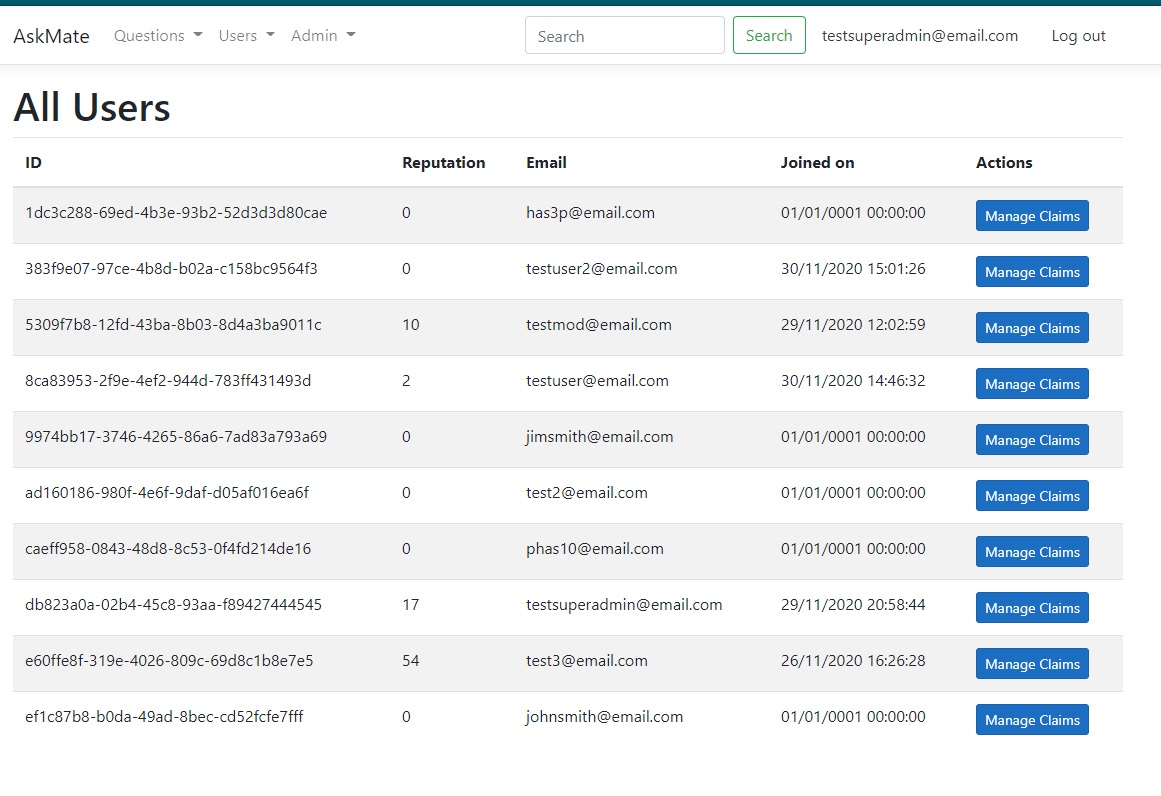 AskMate Questions Users Admin Search Search testsuperadmin@email.com Log out
All Users
ID Reputation Email Joined on Actions
1dc3c288-69ed-4b3e-93b2-52d3d3d80cae 0 has3p@email.com 01/01/0001 00:00:00 Manage Claims
383f9e07-97ce-4b8d-b02a-c158bc9564f3 0 testuser2@email.com 30/11/2020 15:01:26 Manage Claims
5309f7b8-12fd-43ba-8b03-8d4a3ba9011c 10 testmod@email.com 29/11/2020 12:02:59 Manage Claims
8ca83953-2f9e-4ef2-944d-783ff431493d 2 testuser@email.com 30/11/2020 14:46:32 Manage Claims
9974bb17-3746-4265-86a6-7ad83a793a69 0 jimsmith@email.com 01/01/0001 00:00:00 Manage Claims
ad160186-980f-4e6f-9daf-d05af016ea6f 0 test2@email.com 01/01/0001 00:00:00 Manage Claims
caeff958-0843-48d8-8c53-0f4fd214de16 0 phas10@email.com 01/01/0001 00:00:00 Manage Claims
db823a0a-02b4-45c8-93aa-f89427444545 17 testsuperadmin@email.com 29/11/2020 20:58:44 Manage Claims
e60ffe8f-319e-4026-809c-69d8c1b8e7e5 54 test3@email.com 26/11/2020 16:26:28 Manage Claims
ef1c87b8-b0da-49ad-8bec-cd52fcfe7fff 0 johnsmith@email.com 01/01/0001 00:00:00 Manage Claims